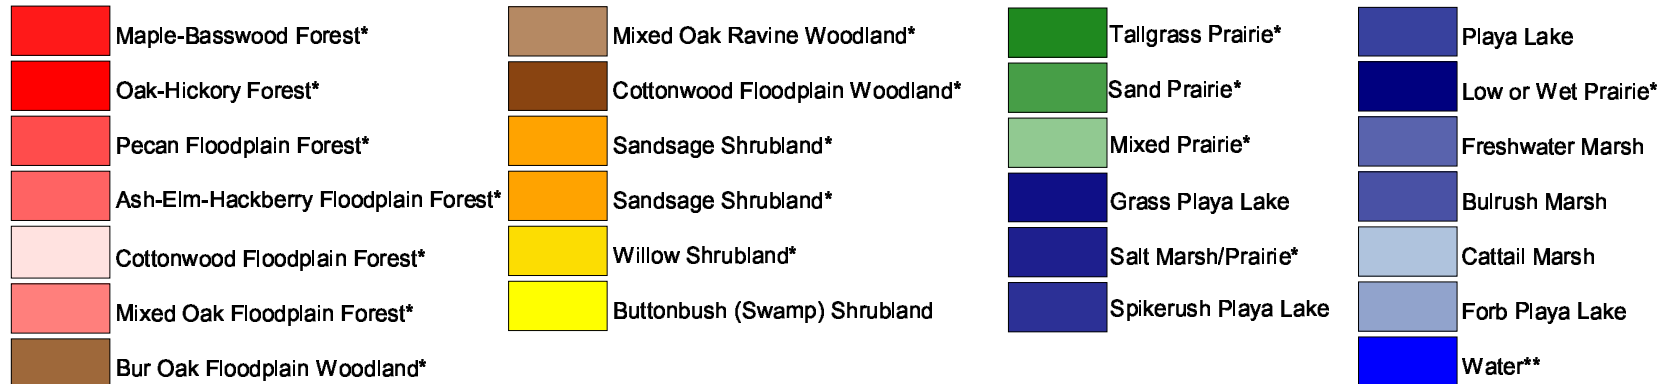 Maple-Basswood Forest*
Oak-Hickory Forest*
Pecan Floodplain Forest*
Ash-Elm-Hackberry Floodplain Forest*
Cottonwood Floodplain Forest*
Mixed Oak Floodplain Forest*
Bur Oak Floodplain Woodland*
Mixed Oak Ravine Woodland*
Cottonwood Floodplain Woodland*
Sandsage Shrubland*
Sandsage Shrubland*
Willow Shrubland*
Buttonbush (Swamp) Shrubland
Tallgrass Prairie*
Sand Prairie*
Mixed Prairie*
Grass Playa Lake
Salt Marsh/Prairie*
Spikerush Playa Lake
Playa Lake
Low or Wet Prairie*
Freshwater Marsh
Bulrush Marsh
Cattail Marsh
Forb Playa Lake
Water**